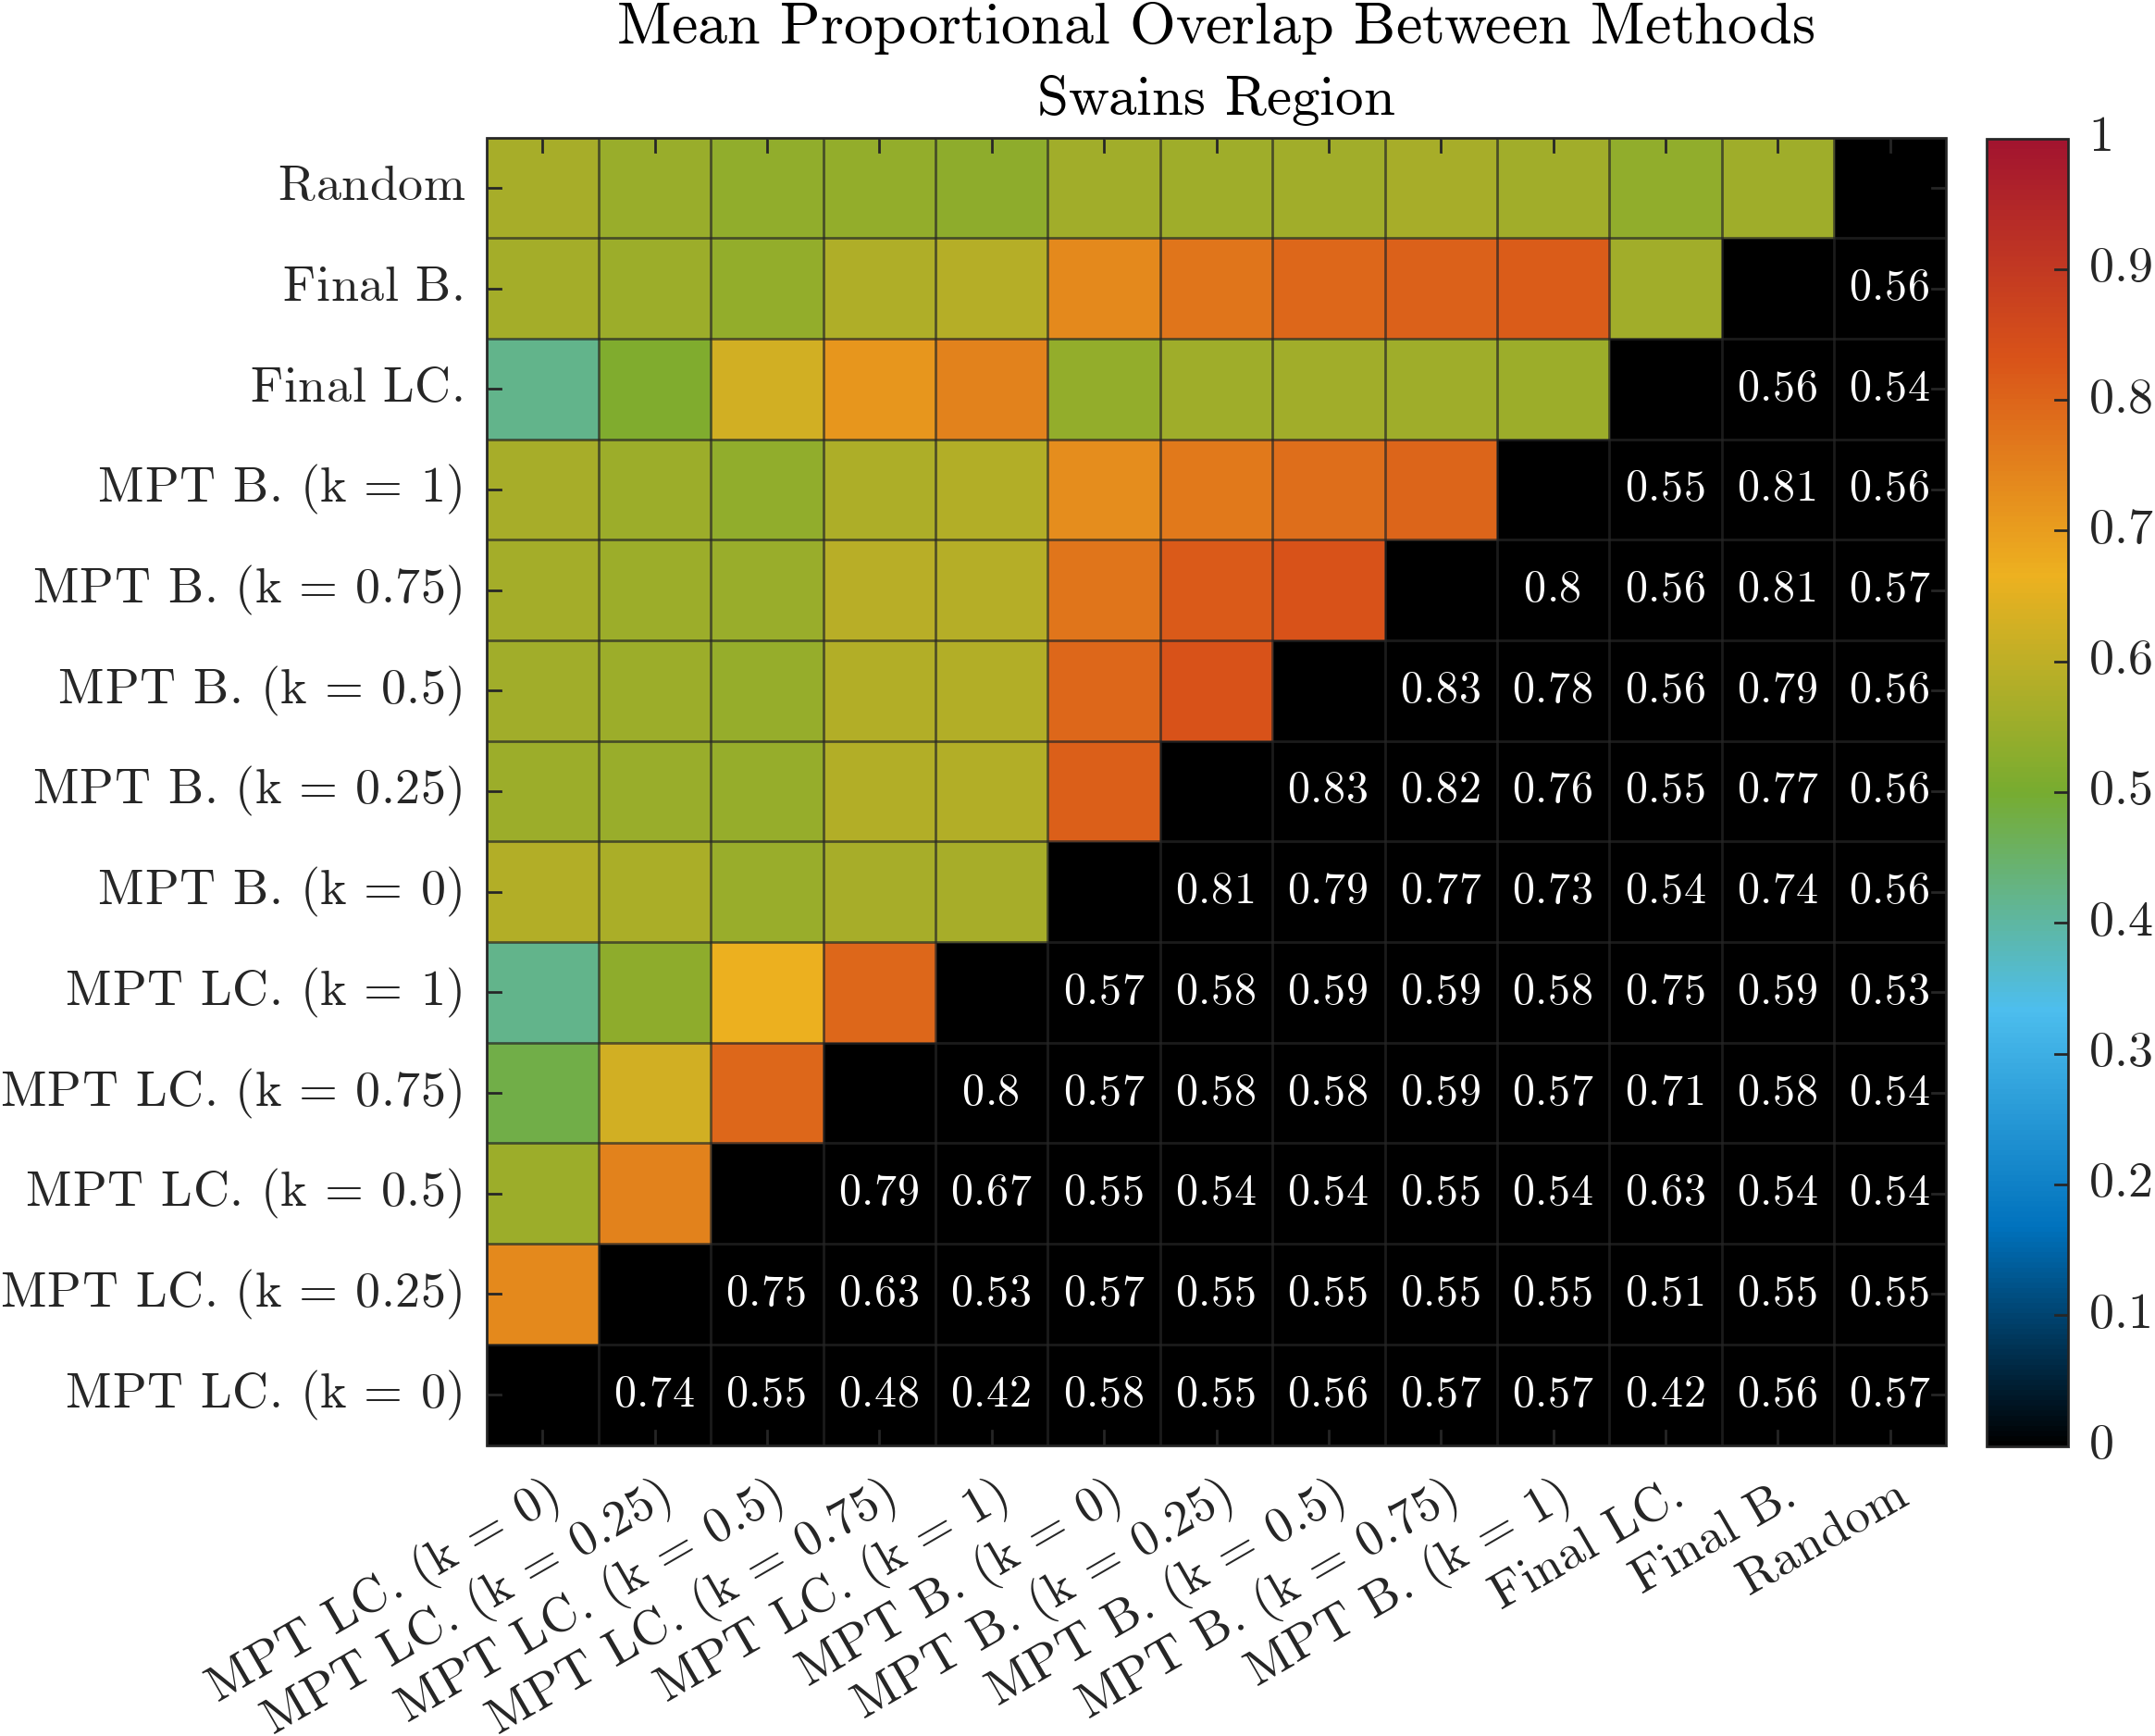 Mean Proportional Overlap Between Methods
Swains Region
Random
Final B. 0.56
Final LC. 0.56 0.54
MPT B. (k = 1) 0.55 0.81 0.56
MPT B. (k = 0.75) 0.8 0.56 0.81 0.57
MPT B. (k = 0.5) 0.83 0.78 0.56 0.79 0.56
MPT B. (k = 0.25) 0.83 0.82 0.76 0.55 0.77 0.56
MPT B. (k = 0) 0.81 0.79 0.77 0.73 0.54 0.74 0.56
MPT LC. (k = 1) 0.57 0.58 0.59 0.59 0.58 0.75 0.59 0.53
MPT LC. (k = 0.75) 0.8 0.57 0.58 0.58 0.59 0.57 0.71 0.58 0.54
MPT LC. (k = 0.5) 0.79 0.67 0.55 0.54 0.54 0.55 0.54 0.63 0.54 0.54
MPT LC. (k = 0.25) 0.75 0.63 0.53 0.57 0.55 0.55 0.55 0.55 0.51 0.55 0.55
MPT LC. (k = 0) 0.74 0.55 0.48 0.42 0.58 0.55 0.56 0.57 0.57 0.42 0.56 0.57
MPT LC. (k = 0)
MPT LC. (k = 0.25)
MPT LC. (k = 0.5)
MPT LC. (k = 0.75)
MPT LC. (k = 1)
MPT B. (k = 0)
MPT B. (k = 0.25)
MPT B. (k = 0.5)
MPT B. (k = 0.75)
MPT B. (k = 1)
Final LC.
Final B.
Random
1
0.9
0.8
0.7
0.6
0.5
0.4
0.3
0.2
0.1
0